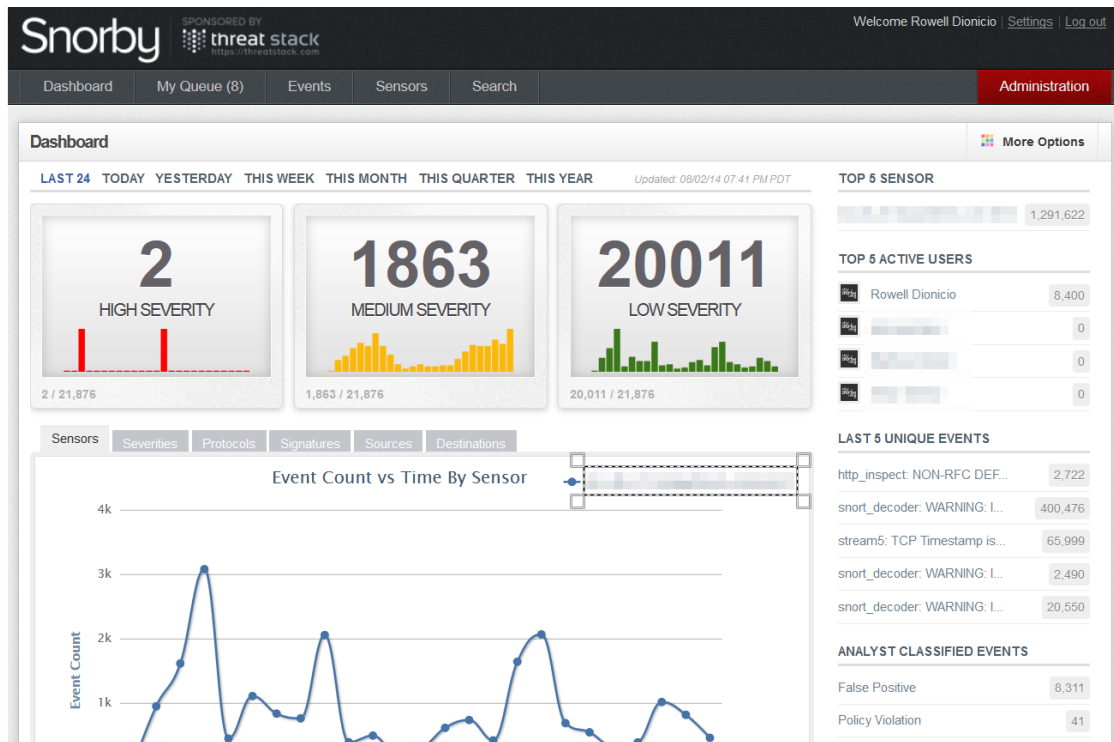 Snorby
SPONSORED BY
threat stack
https://threatstack.com
Welcome Rowell Dionicio | Settings | Log out
Dashboard My Queue (8) Events Sensors Search Administration
Dashboard
More Options
LAST 24 TODAY YESTERDAY THIS WEEK THIS MONTH THIS QUARTER THIS YEAR Updated: 08/02/14 07:41 PM PDT
2
HIGH SEVERITY
2 / 21,876
1863
MEDIUM SEVERITY
1,863 / 21,876
20011
LOW SEVERITY
20,011 / 21,876
Sensors Severities Protocols Signatures Sources Destinations
Event Count vs Time By Sensor
4k
3k
2k
1k
Event Count
TOP 5 SENSOR
1,291,622
TOP 5 ACTIVE USERS
Rowell Dionicio 8,400
0
0
0
LAST 5 UNIQUE EVENTS
http_inspect: NON-RFC DEF... 2,722
snort_decoder: WARNING: I... 400,476
stream5: TCP Timestamp is... 65,999
snort_decoder: WARNING: I... 2,490
snort_decoder: WARNING: I... 20,550
ANALYST CLASSIFIED EVENTS
False Positive 8,311
Policy Violation 41